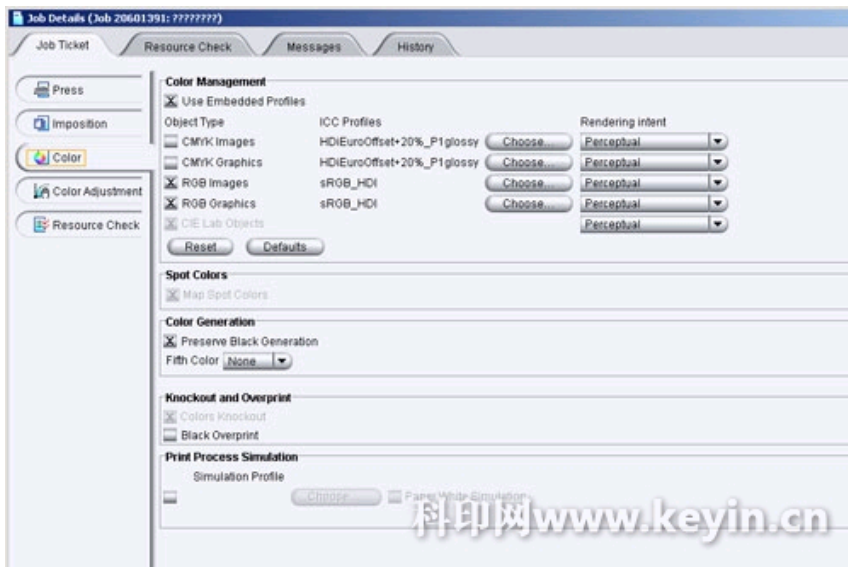 Job Details (Job 20601391: ????????)
Job Ticket Resource Check Messages History
Press
Imposition
Color
Color Adjustment
Resource Check
Color Management
Use Embedded Profiles
Object Type ICC Profiles Rendering intent
CMYK Images HDiEuroOffset+20%_P1glossy Choose... Perceptual
CMYK Graphics HDiEuroOffset+20%_P1glossy Choose... Perceptual
RGB Images sRGB_HDI Choose... Perceptual
RGB Graphics sRGB_HDI Choose... Perceptual
CIE Lab Objects Perceptual
Reset Defaults
Spot Colors
Map Spot Colors
Color Generation
Preserve Black Generation
Fifth Color None
Knockout and Overprint
Colors Knockout
Black Overprint
Print Process Simulation
Simulation Profile
Choose... Paper White Simulation
科印网www.keyin.cn